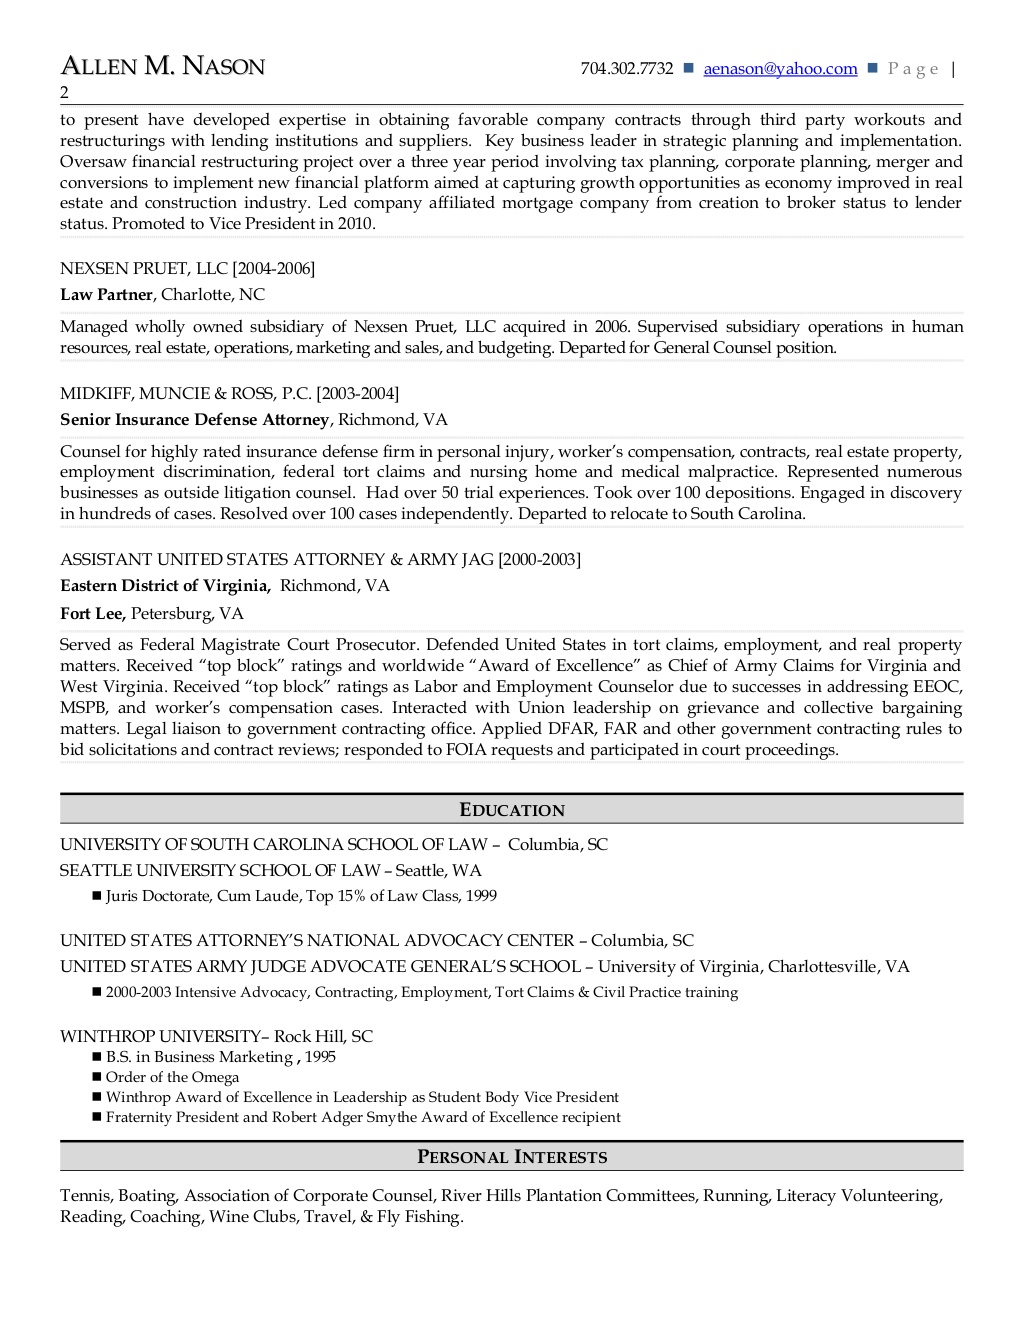 ALLEN M. NASON 704.302.7732 ■ aenason@yahoo.com ■ Page |
2
to present have developed expertise in obtaining favorable company contracts through third party workouts and
restructurings with lending institutions and suppliers. Key business leader in strategic planning and implementation.
Oversaw financial restructuring project over a three year period involving tax planning, corporate planning, merger and
conversions to implement new financial platform aimed at capturing growth opportunities as economy improved in real
estate and construction industry. Led company affiliated mortgage company from creation to broker status to lender
status. Promoted to Vice President in 2010.
NEXSEN PRUET, LLC [2004-2006]
Law Partner, Charlotte, NC
Managed wholly owned subsidiary of Nexsen Pruet, LLC acquired in 2006. Supervised subsidiary operations in human
resources, real estate, operations, marketing and sales, and budgeting. Departed for General Counsel position.
MIDKIFF, MUNCIE & ROSS, P.C. [2003-2004]
Senior Insurance Defense Attorney, Richmond, VA
Counsel for highly rated insurance defense firm in personal injury, worker’s compensation, contracts, real estate property,
employment discrimination, federal tort claims and nursing home and medical malpractice. Represented numerous
businesses as outside litigation counsel. Had over 50 trial experiences. Took over 100 depositions. Engaged in discovery
in hundreds of cases. Resolved over 100 cases independently. Departed to relocate to South Carolina.
ASSISTANT UNITED STATES ATTORNEY & ARMY JAG [2000-2003]
Eastern District of Virginia, Richmond, VA
Fort Lee, Petersburg, VA
Served as Federal Magistrate Court Prosecutor. Defended United States in tort claims, employment, and real property
matters. Received “top block” ratings and worldwide “Award of Excellence” as Chief of Army Claims for Virginia and
West Virginia. Received “top block” ratings as Labor and Employment Counselor due to successes in addressing EEOC,
MSPB, and worker’s compensation cases. Interacted with Union leadership on grievance and collective bargaining
matters. Legal liaison to government contracting office. Applied DFAR, FAR and other government contracting rules to
bid solicitations and contract reviews; responded to FOIA requests and participated in court proceedings.
EDUCATION
UNIVERSITY OF SOUTH CAROLINA SCHOOL OF LAW – Columbia, SC
SEATTLE UNIVERSITY SCHOOL OF LAW – Seattle, WA
■ Juris Doctorate, Cum Laude, Top 15% of Law Class, 1999
UNITED STATES ATTORNEY’S NATIONAL ADVOCACY CENTER – Columbia, SC
UNITED STATES ARMY JUDGE ADVOCATE GENERAL’S SCHOOL – University of Virginia, Charlottesville, VA
■ 2000-2003 Intensive Advocacy, Contracting, Employment, Tort Claims & Civil Practice training
WINTHROP UNIVERSITY– Rock Hill, SC
■ B.S. in Business Marketing , 1995
■ Order of the Omega
■ Winthrop Award of Excellence in Leadership as Student Body Vice President
■ Fraternity President and Robert Adger Smythe Award of Excellence recipient
PERSONAL INTERESTS
Tennis, Boating, Association of Corporate Counsel, River Hills Plantation Committees, Running, Literacy Volunteering,
Reading, Coaching, Wine Clubs, Travel, & Fly Fishing.